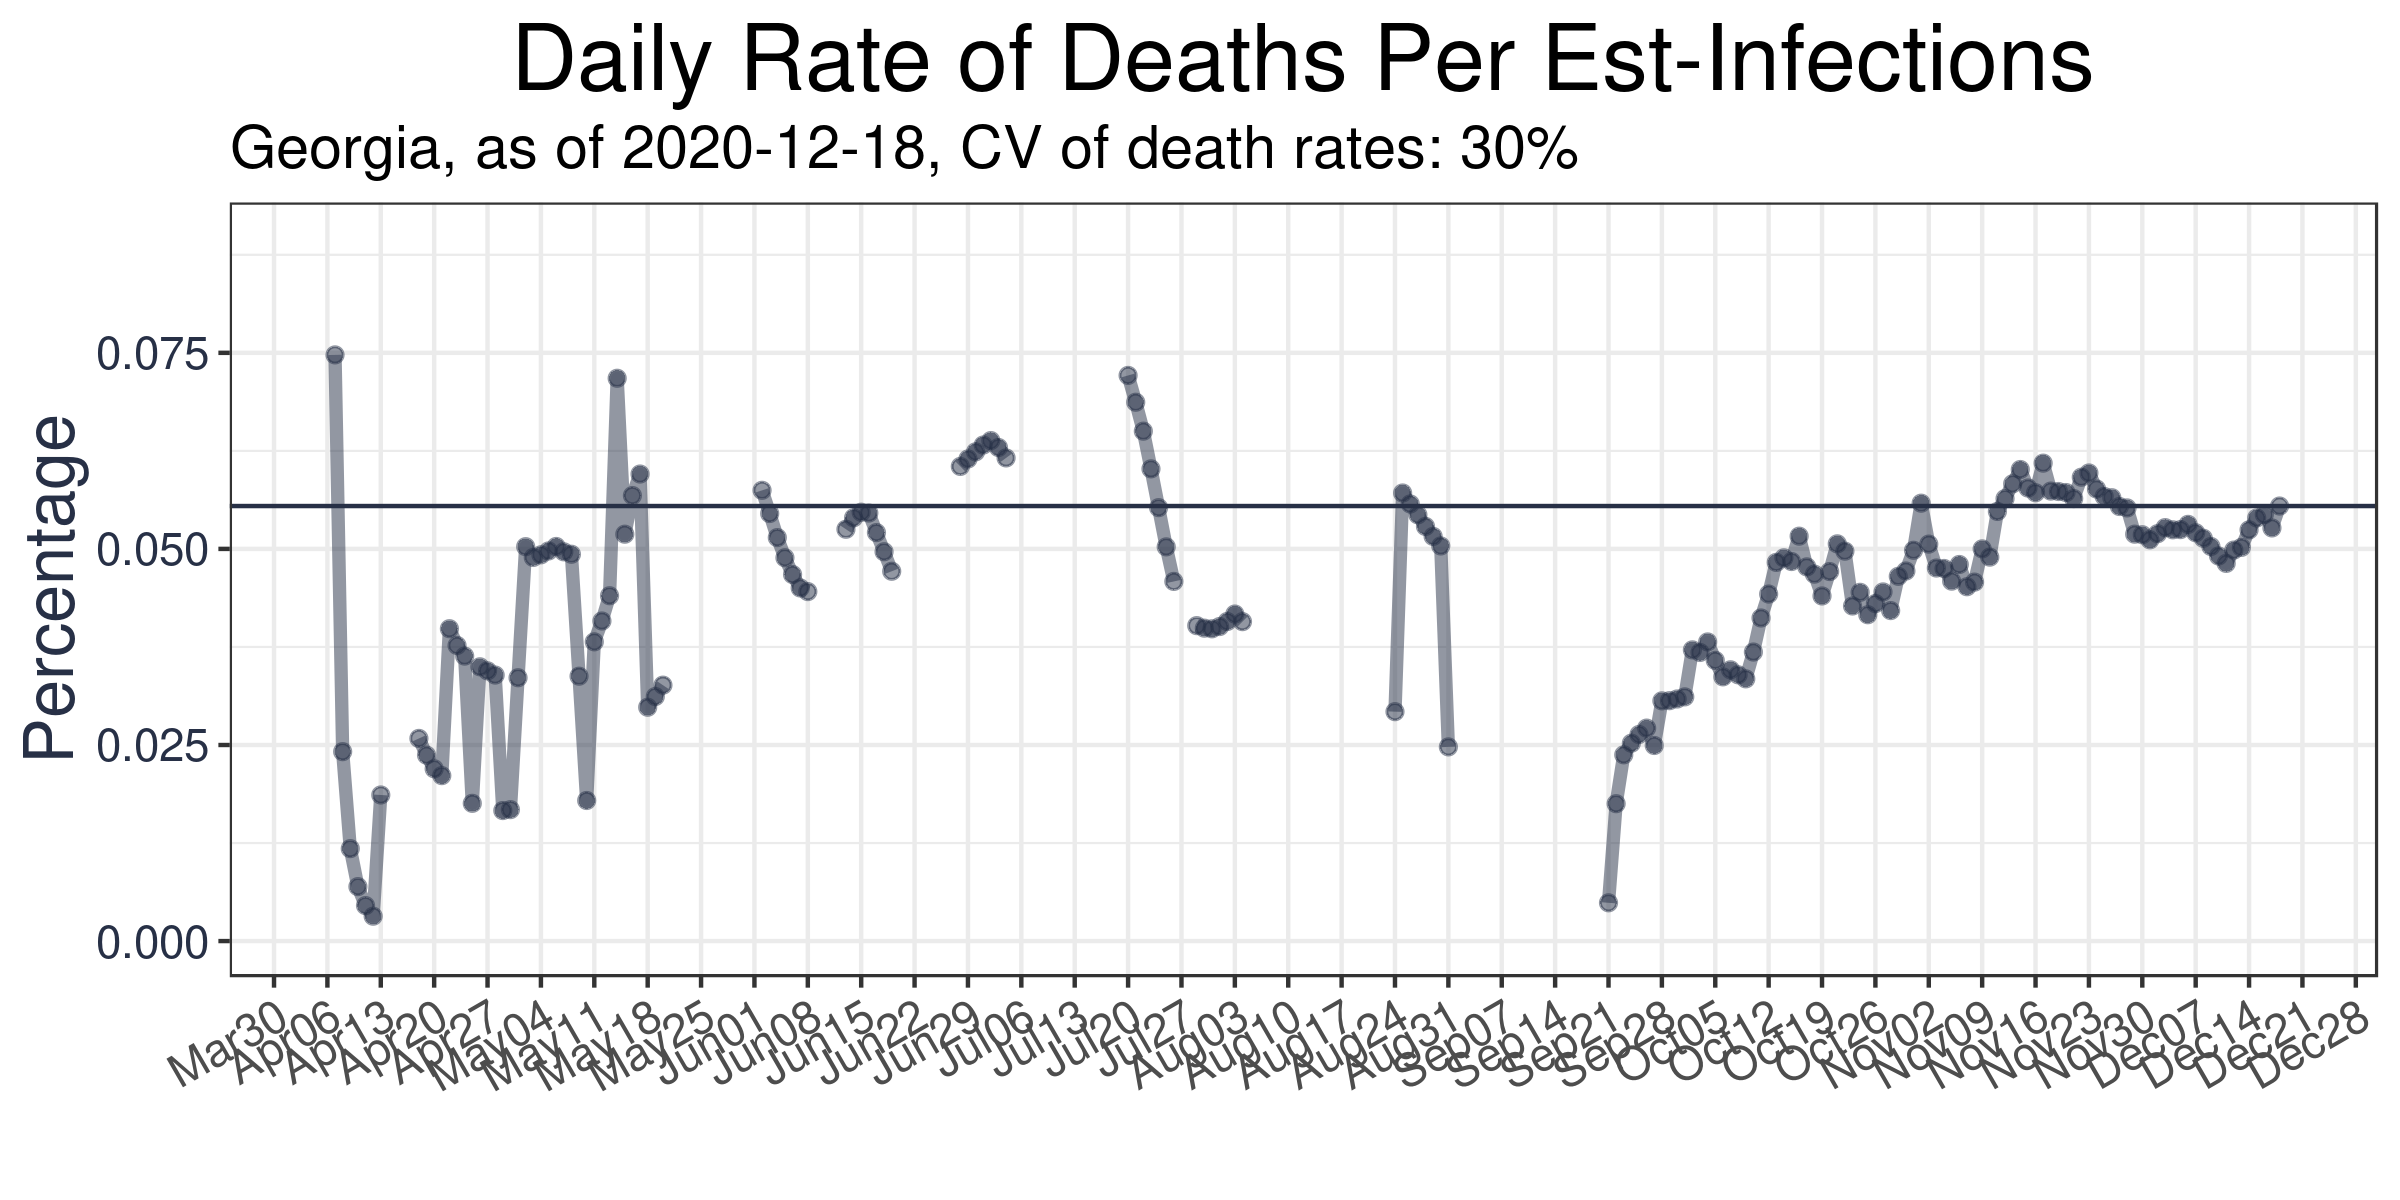 Daily Rate of Deaths Per Est-Infections
Georgia, as of 2020-12-18, CV of death rates: 30%
Percentage
0.075
0.050
0.025
0.000
Mar30
Apr06
Apr13
Apr20
Apr27
May04
May11
May18
May25
Jun01
Jun08
Jun15
Jun22
Jun29
Jul06
Jul13
Jul20
Jul27
Aug03
Aug10
Aug17
Aug24
Aug31
Sep07
Sep14
Sep21
Sep28
Oct05
Oct12
Oct19
Oct26
Nov02
Nov09
Nov16
Nov23
Nov30
Dec07
Dec14
Dec21
Dec28